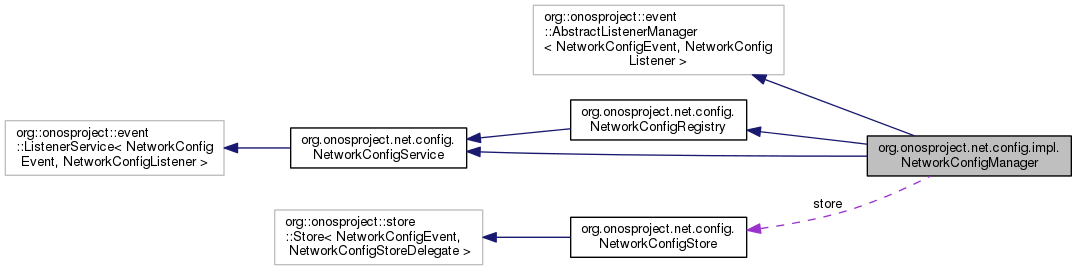 org::onosproject::event
::AbstractListenerManager
< NetworkConfigEvent, NetworkConfig
Listener >
org.onosproject.net.config.
NetworkConfigRegistry
org::onosproject::event
::ListenerService< NetworkConfig
Event, NetworkConfigListener >
org.onosproject.net.config.
NetworkConfigService
org.onosproject.net.config.impl.
NetworkConfigManager
store
org::onosproject::store
::Store< NetworkConfigEvent,
NetworkConfigStoreDelegate >
org.onosproject.net.config.
NetworkConfigStore